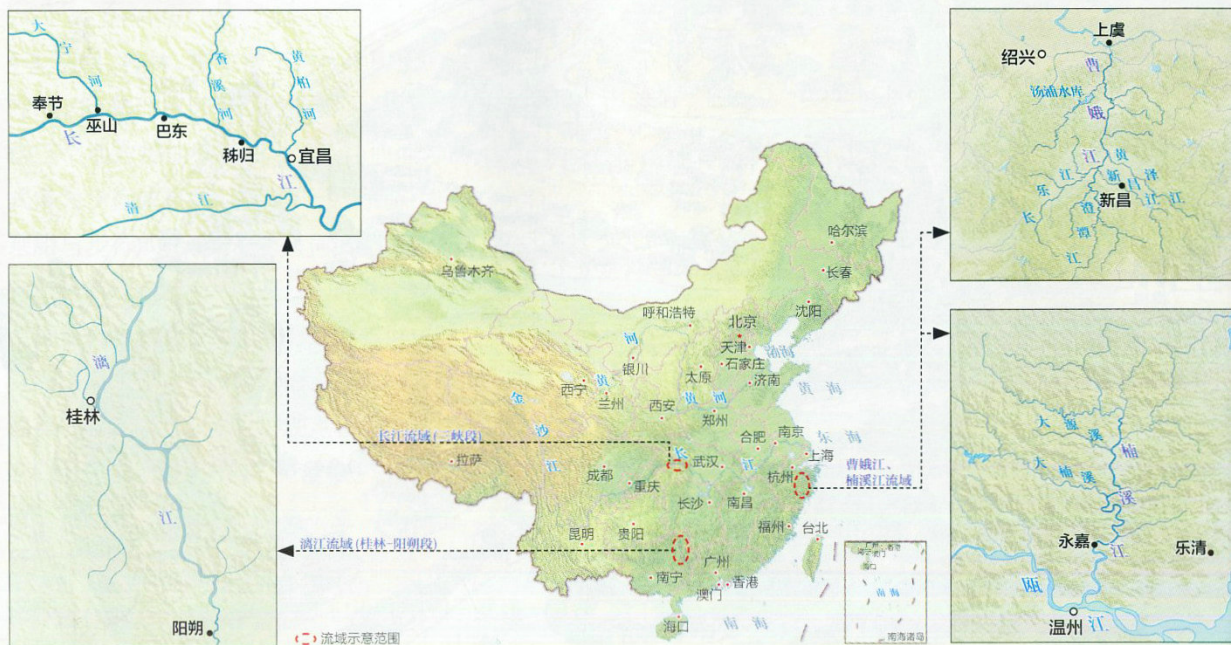 大宁河
香溪河
黄柏河
奉节
巫山
巴东
秭归
宜昌
长江
清江
漓江
桂林
阳朔
上虞
绍兴
曹娥江
汤浦水库
长乐江
黄泽江
新昌江
新昌
澄潭江
大源溪
大楠溪
楠溪江
永嘉
乐清
瓯江
温州
哈尔滨
长春
沈阳
乌鲁木齐
呼和浩特
北京
天津
渤海
石家庄
银川
太原
济南
黄海
西宁
兰州
黄河
西安
郑州
金沙江
长江流域(三峡段)
拉萨
成都
重庆
长江
武汉
合肥
南京
上海
东海
杭州
曹娥江、
楠溪江流域
长沙
南昌
贵阳
昆明
福州
台北
漓江流域(桂林-阳朔段)
南宁
广州
香港
澳门
海口
南海
南海
南海诸岛
流域示意范围